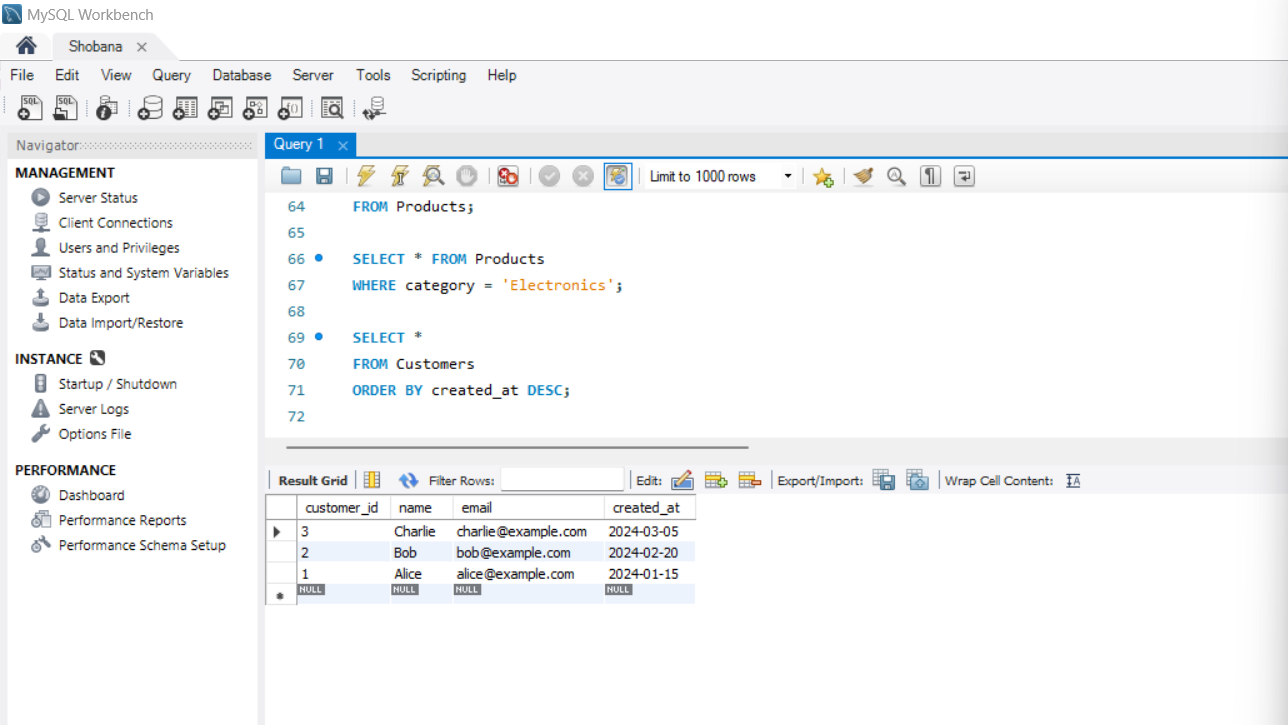 MySQL Workbench
Shobana
File Edit View Query Database Server Tools Scripting Help
Navigator
MANAGEMENT
Server Status
Client Connections
Users and Privileges
Status and System Variables
Data Export
Data Import/Restore
INSTANCE
Startup / Shutdown
Server Logs
Options File
PERFORMANCE
Dashboard
Performance Reports
Performance Schema Setup
Query 1
Limit to 1000 rows
64 FROM Products;
65
66 SELECT * FROM Products
67 WHERE category = 'Electronics';
68
69 SELECT *
70 FROM Customers
71 ORDER BY created_at DESC;
72
Result Grid Filter Rows: Edit: Export/Import: Wrap Cell Content:
customer_id name email created_at
3 Charlie charlie@example.com 2024-03-05
2 Bob bob@example.com 2024-02-20
1 Alice alice@example.com 2024-01-15
NULL NULL NULL NULL